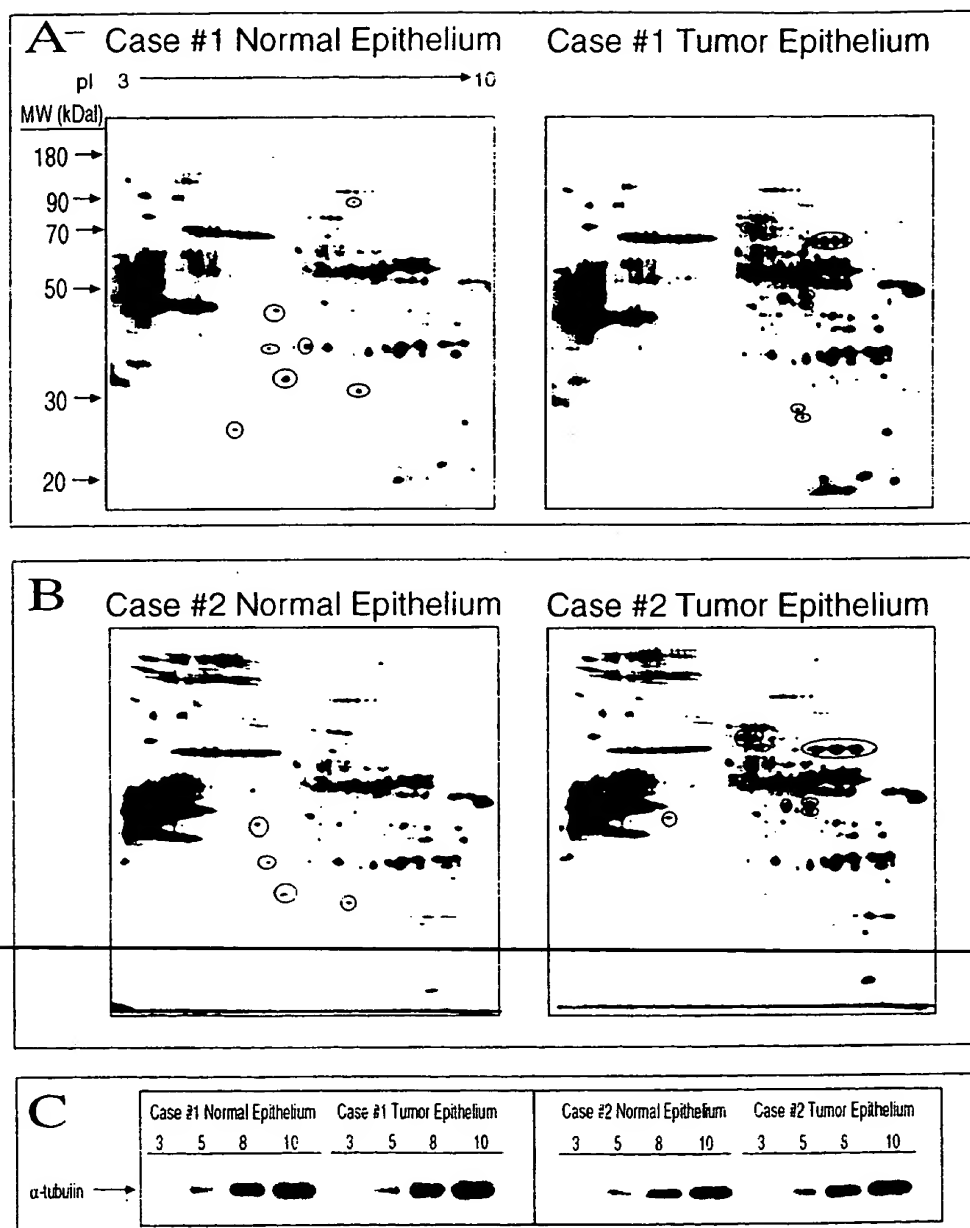 A Case #1 Normal Epithelium Case #1 Tumor Epithelium
pI 3 10
MW (kDal)
180
90
70
50
30
20
B Case #2 Normal Epithelium Case #2 Tumor Epithelium
C Case #1 Normal Epithelium Case #1 Tumor Epithelium Case #2 Normal Epithelium Case #2 Tumor Epithelium
3 5 8 10 3 5 8 10 3 5 8 10 3 5 8 10
α-tubulin